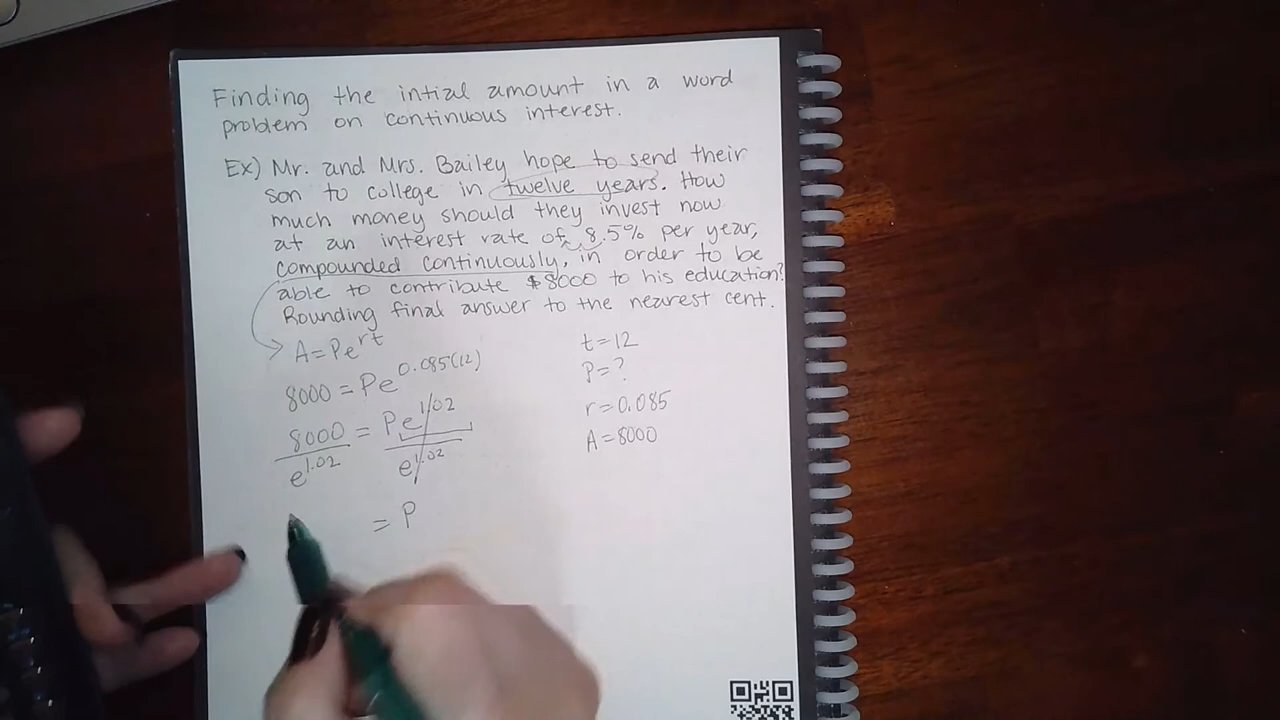 Finding the intial amount in a word
problem on continuous interest.
Ex) Mr. and Mrs. Bailey hope to send their
son to college in twelve years. How
much money should they invest now
at an interest rate of 8.5% per year,
compounded continuously, in order to be
able to contribute $8000 to his education?
Rounding final answer to the nearest cent.
A=Pe^rt
t=12
8000 = Pe^0.085(12)
P=?
r=0.085
8000/e^1.02 = Pe^1.02/e^1.02
A=8000
= P